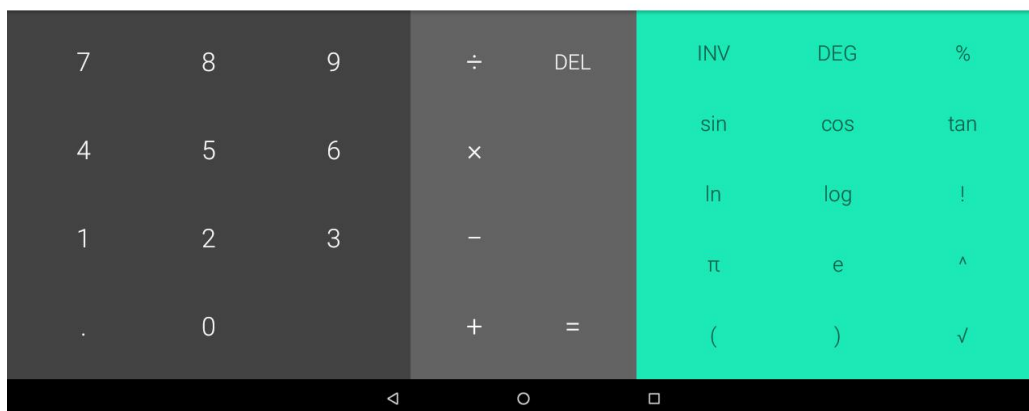 7 8 9 ÷ DEL INV DEG %
sin cos tan
4 5 6 ×
ln log !
1 2 3 −
π e ^
. 0 + =
( ) √